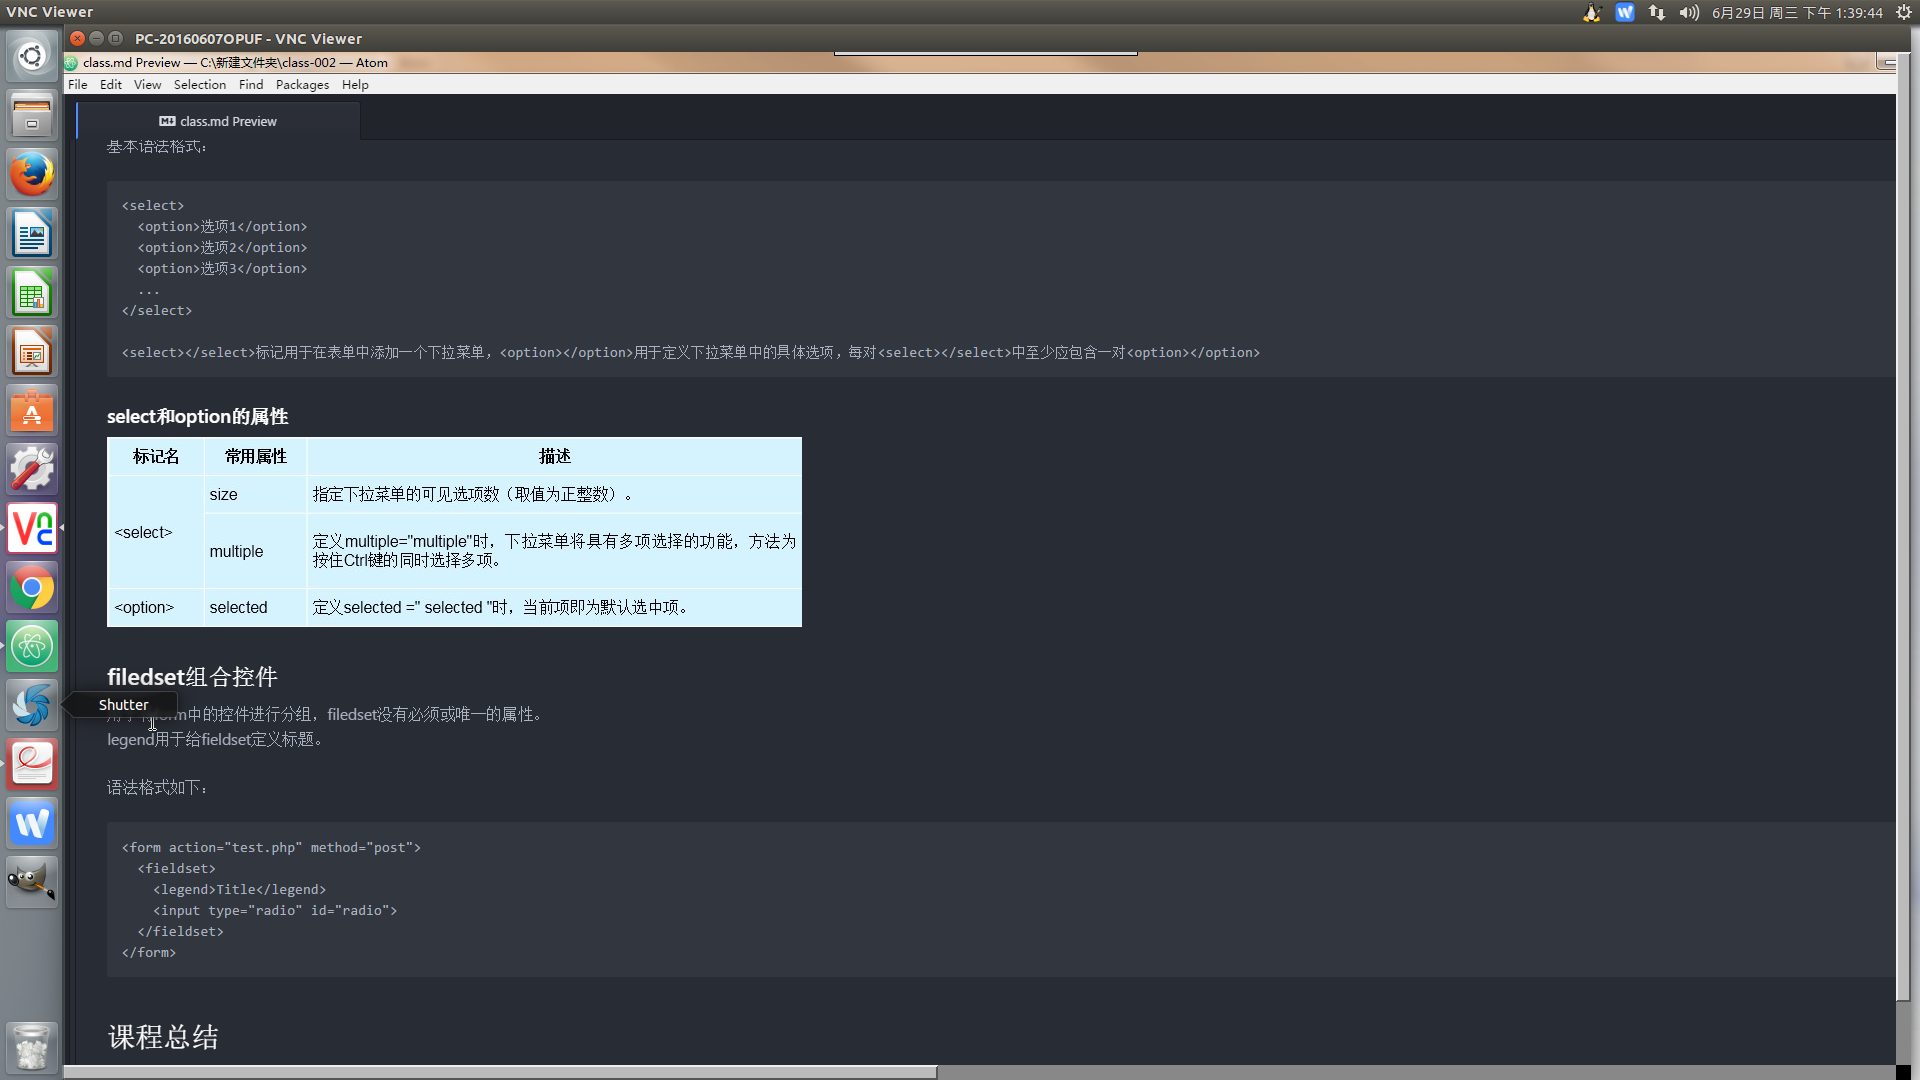 VNC Viewer
6月29日 周三 下午 1:39:44
PC-20160607OPUF - VNC Viewer
class.md Preview — C:\新建文件夹\class-002 — Atom
File Edit View Selection Find Packages Help
class.md Preview
基本语法格式：
<select>
<option>选项1</option>
<option>选项2</option>
<option>选项3</option>
...
</select>
<select></select>标记用于在表单中添加一个下拉菜单，<option></option>用于定义下拉菜单中的具体选项，每对<select></select>中至少应包含一对<option></option>
select和option的属性
标记名 常用属性 描述
<select>
size 指定下拉菜单的可见选项数（取值为正整数）。
multiple 定义multiple="multiple"时，下拉菜单将具有多项选择的功能，方法为
按住Ctrl键的同时选择多项。
<option> selected 定义selected =" selected "时，当前项即为默认选中项。
filedset组合控件
Shutter
中的控件进行分组，filedset没有必须或唯一的属性。
legend用于给fieldset定义标题。
语法格式如下：
<form action="test.php" method="post">
<fieldset>
<legend>Title</legend>
<input type="radio" id="radio">
</fieldset>
</form>
课程总结